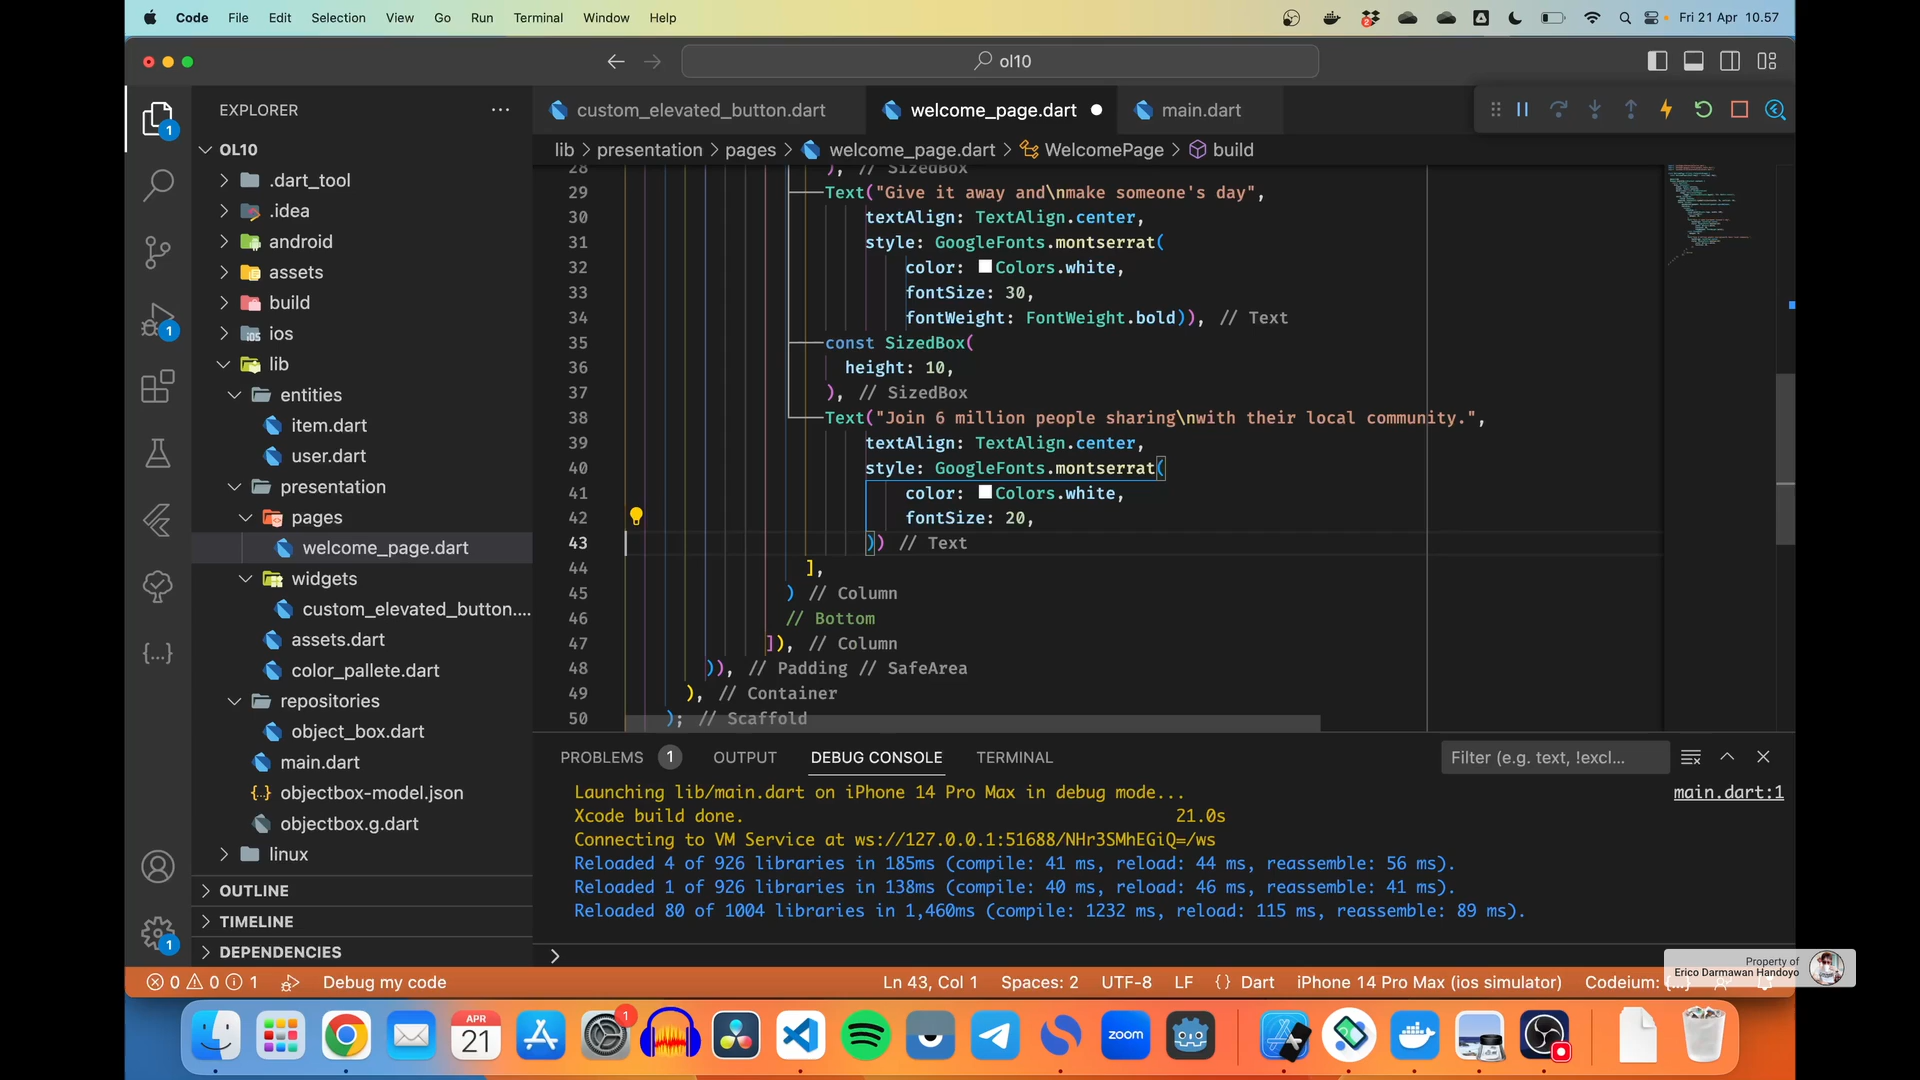 Code File Edit Selection View Go Run Terminal Window Help
2
Fri 21 Apr 10.57
ol10
EXPLORER
custom_elevated_button.dart
welcome_page.dart
main.dart
lib > presentation > pages > welcome_page.dart > WelcomePage > build
OL10
.dart_tool
.idea
android
assets
build
ios
lib
entities
item.dart
user.dart
presentation
pages
welcome_page.dart
widgets
custom_elevated_button....
assets.dart
color_pallete.dart
repositories
object_box.dart
main.dart
objectbox-model.json
objectbox.g.dart
linux
OUTLINE
TIMELINE
DEPENDENCIES
1
1
1
28 ), // SizedBox
29 Text("Give it away and\nmake someone's day",
30 textAlign: TextAlign.center,
31 style: GoogleFonts.montserrat(
32 color: Colors.white,
33 fontSize: 30,
34 fontWeight: FontWeight.bold)), // Text
35 const SizedBox(
36 height: 10,
37 ), // SizedBox
38 Text("Join 6 million people sharing\nwith their local community.",
39 textAlign: TextAlign.center,
40 style: GoogleFonts.montserrat(
41 color: Colors.white,
42 fontSize: 20,
43 )) // Text
44 ],
45 ) // Column
46 // Bottom
47 ]), // Column
48 )), // Padding // SafeArea
49 ), // Container
50 ); // Scaffold
PROBLEMS 1 OUTPUT DEBUG CONSOLE TERMINAL
Filter (e.g. text, !excl...
Launching lib/main.dart on iPhone 14 Pro Max in debug mode...
main.dart:1
Xcode build done. 21.0s
Connecting to VM Service at ws://127.0.0.1:51688/NHr3SMhEGiQ=/ws
Reloaded 4 of 926 libraries in 185ms (compile: 41 ms, reload: 44 ms, reassemble: 56 ms).
Reloaded 1 of 926 libraries in 138ms (compile: 40 ms, reload: 46 ms, reassemble: 41 ms).
Reloaded 80 of 1004 libraries in 1,460ms (compile: 1232 ms, reload: 115 ms, reassemble: 89 ms).
>
Property of
Erico Darmawan Handoyo
0 0 1 Debug my code
Ln 43, Col 1 Spaces: 2 UTF-8 LF {} Dart iPhone 14 Pro Max (ios simulator) Codeium: {...}
APR
21
1
zoom